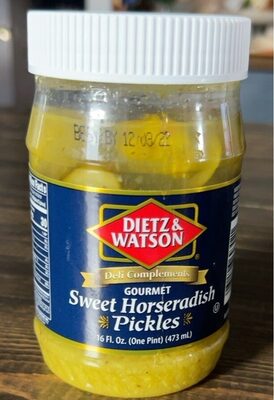 BEST BY 12/09/22
DIETZ &
WATSON®
Deli Complements
GOURMET
Sweet Horseradish
Pickles
16 Fl. Oz. (One Pint) (473 mL)